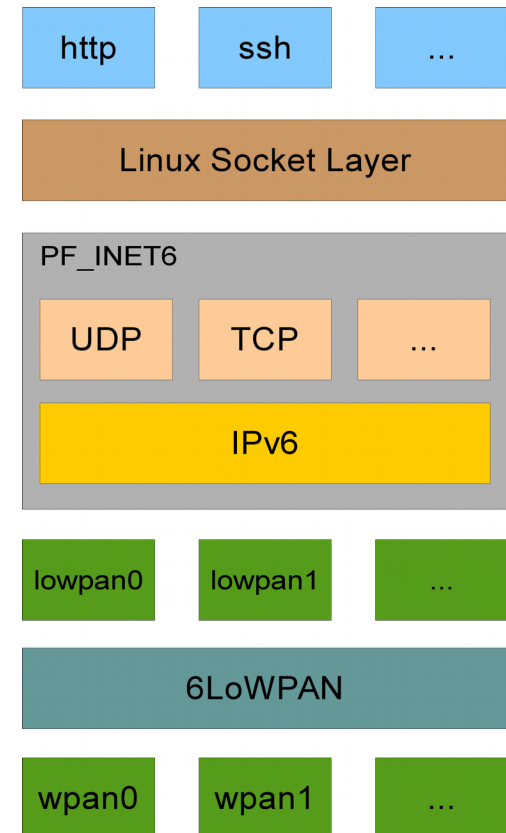 http ssh ...
Linux Socket Layer
PF_INET6
UDP TCP ...
IPv6
lowpan0 lowpan1 ...
6LoWPAN
wpan0 wpan1 ...